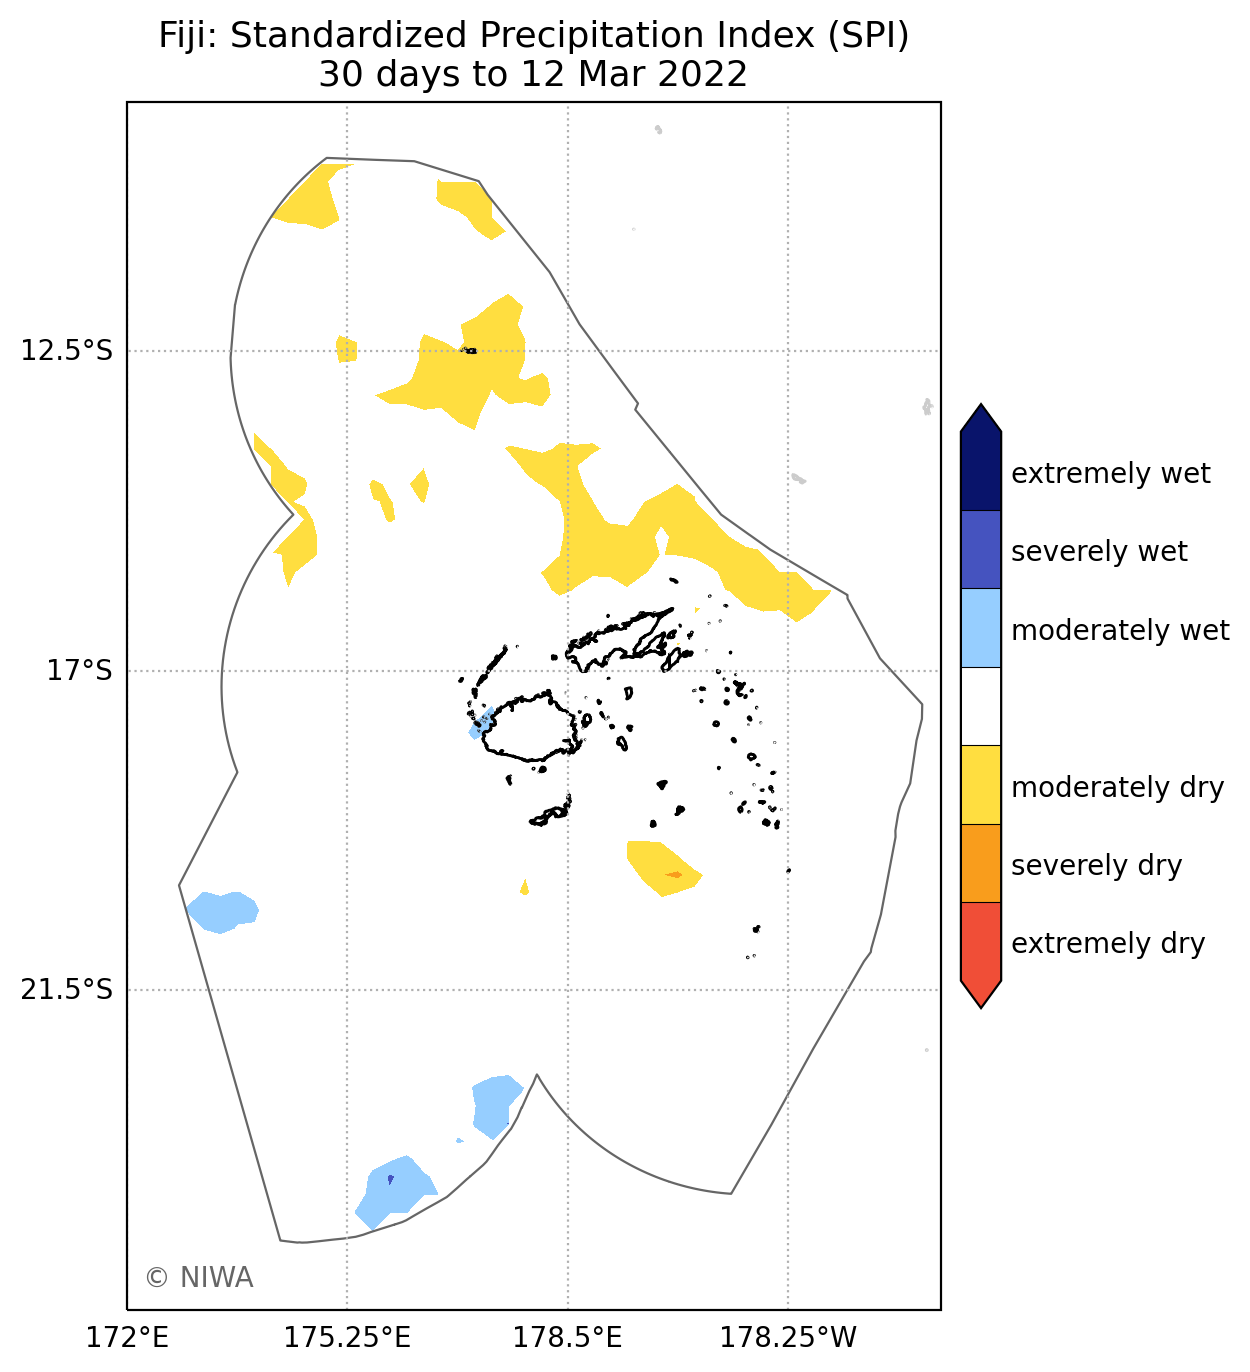 Fiji: Standardized Precipitation Index (SPI)
30 days to 12 Mar 2022
12.5°S
17°S
21.5°S
172°E
175.25°E
178.5°E
178.25°W
extremely wet
severely wet
moderately wet
moderately dry
severely dry
extremely dry
© NIWA